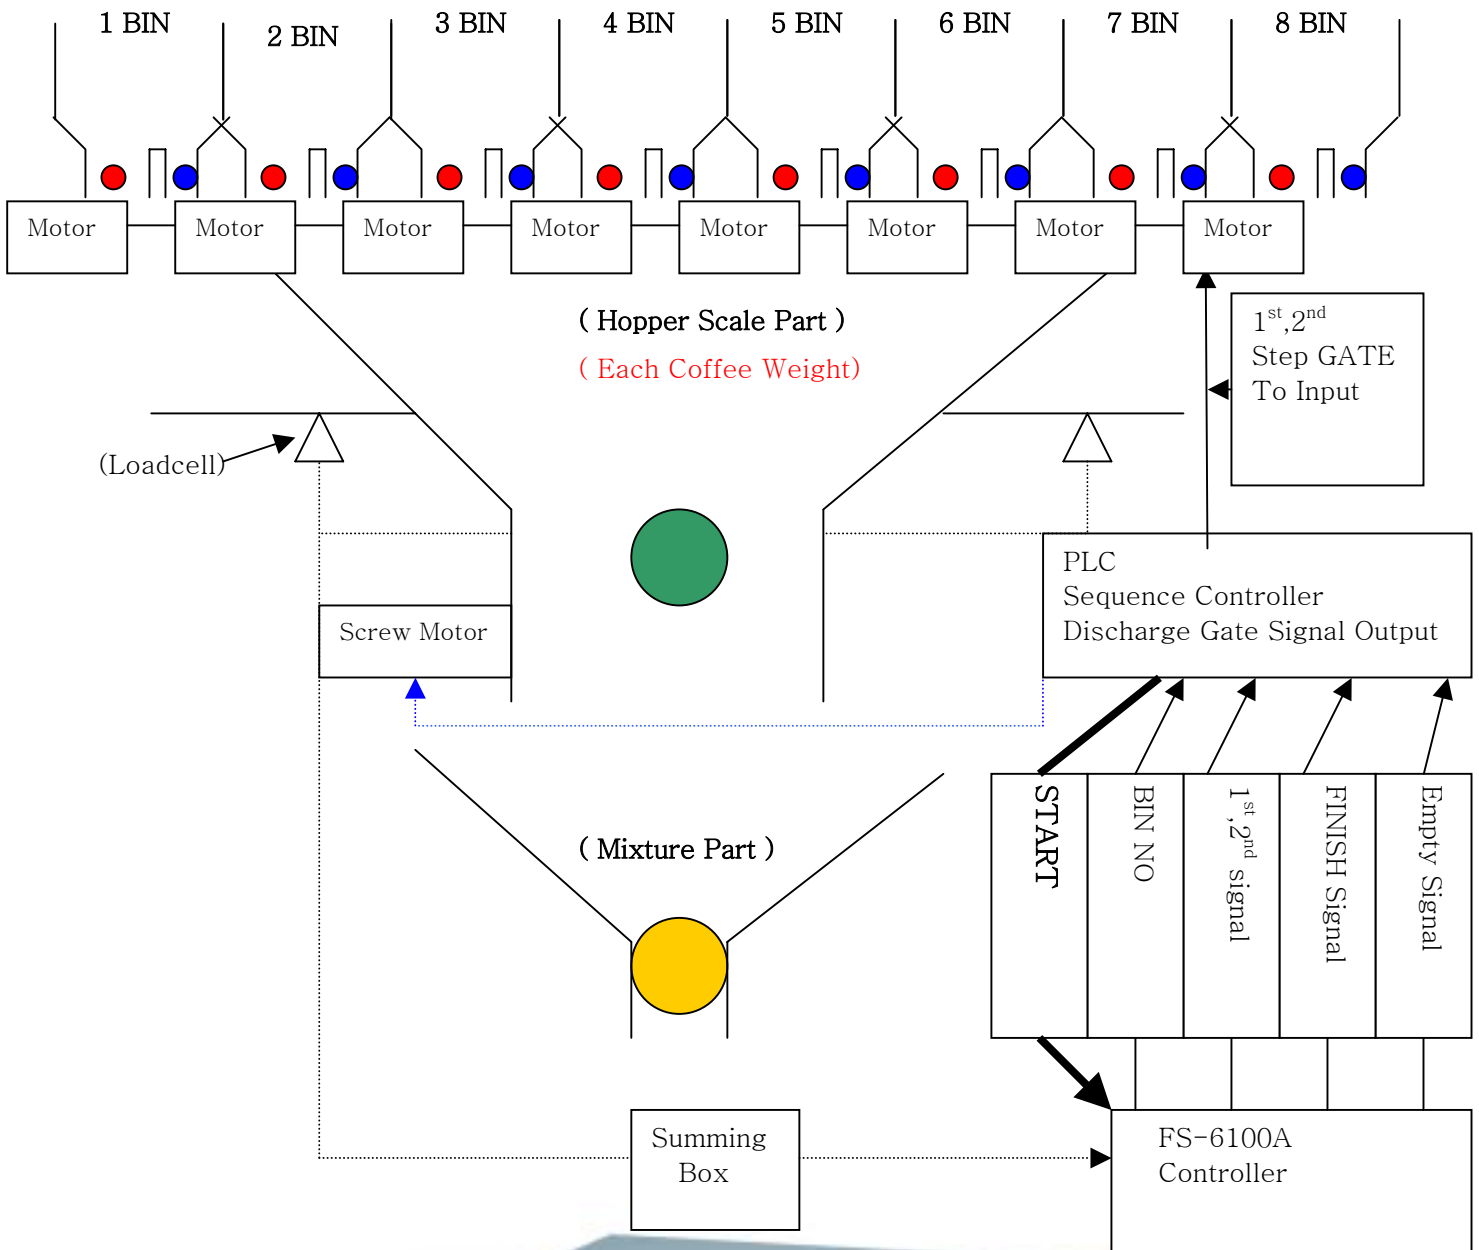 1 BIN
2 BIN
3 BIN
4 BIN
5 BIN
6 BIN
7 BIN
8 BIN
Motor
Motor
Motor
Motor
Motor
Motor
Motor
Motor
( Hopper Scale Part )
( Each Coffee Weight)
1st,2nd
Step GATE
To Input
(Loadcell)
PLC
Sequence Controller
Discharge Gate Signal Output
Screw Motor
( Mixture Part )
START
BIN NO
1st,2nd signal
FINISH Signal
Empty Signal
Summing
Box
FS-6100A
Controller